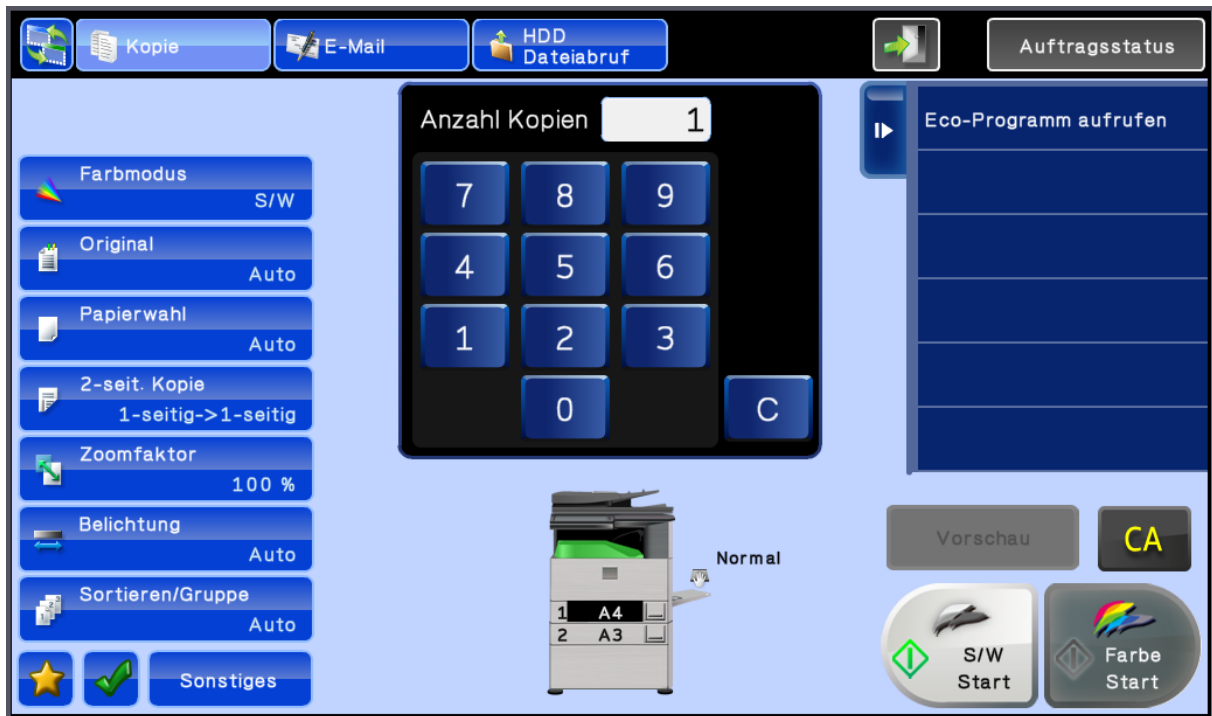 Kopie
E-Mail
HDD
Dateiabruf
Auftragsstatus
Anzahl Kopien 1
Eco-Programm aufrufen
Farbmodus
S/W
Original
Auto
Papierwahl
Auto
2-seit. Kopie
1-seitig->1-seitig
Zoomfaktor
100 %
Belichtung
Auto
Sortieren/Gruppe
Auto
Sonstiges
7 8 9
4 5 6
1 2 3
0 C
Normal
1 A4
2 A3
Vorschau
CA
S/W
Start
Farbe
Start